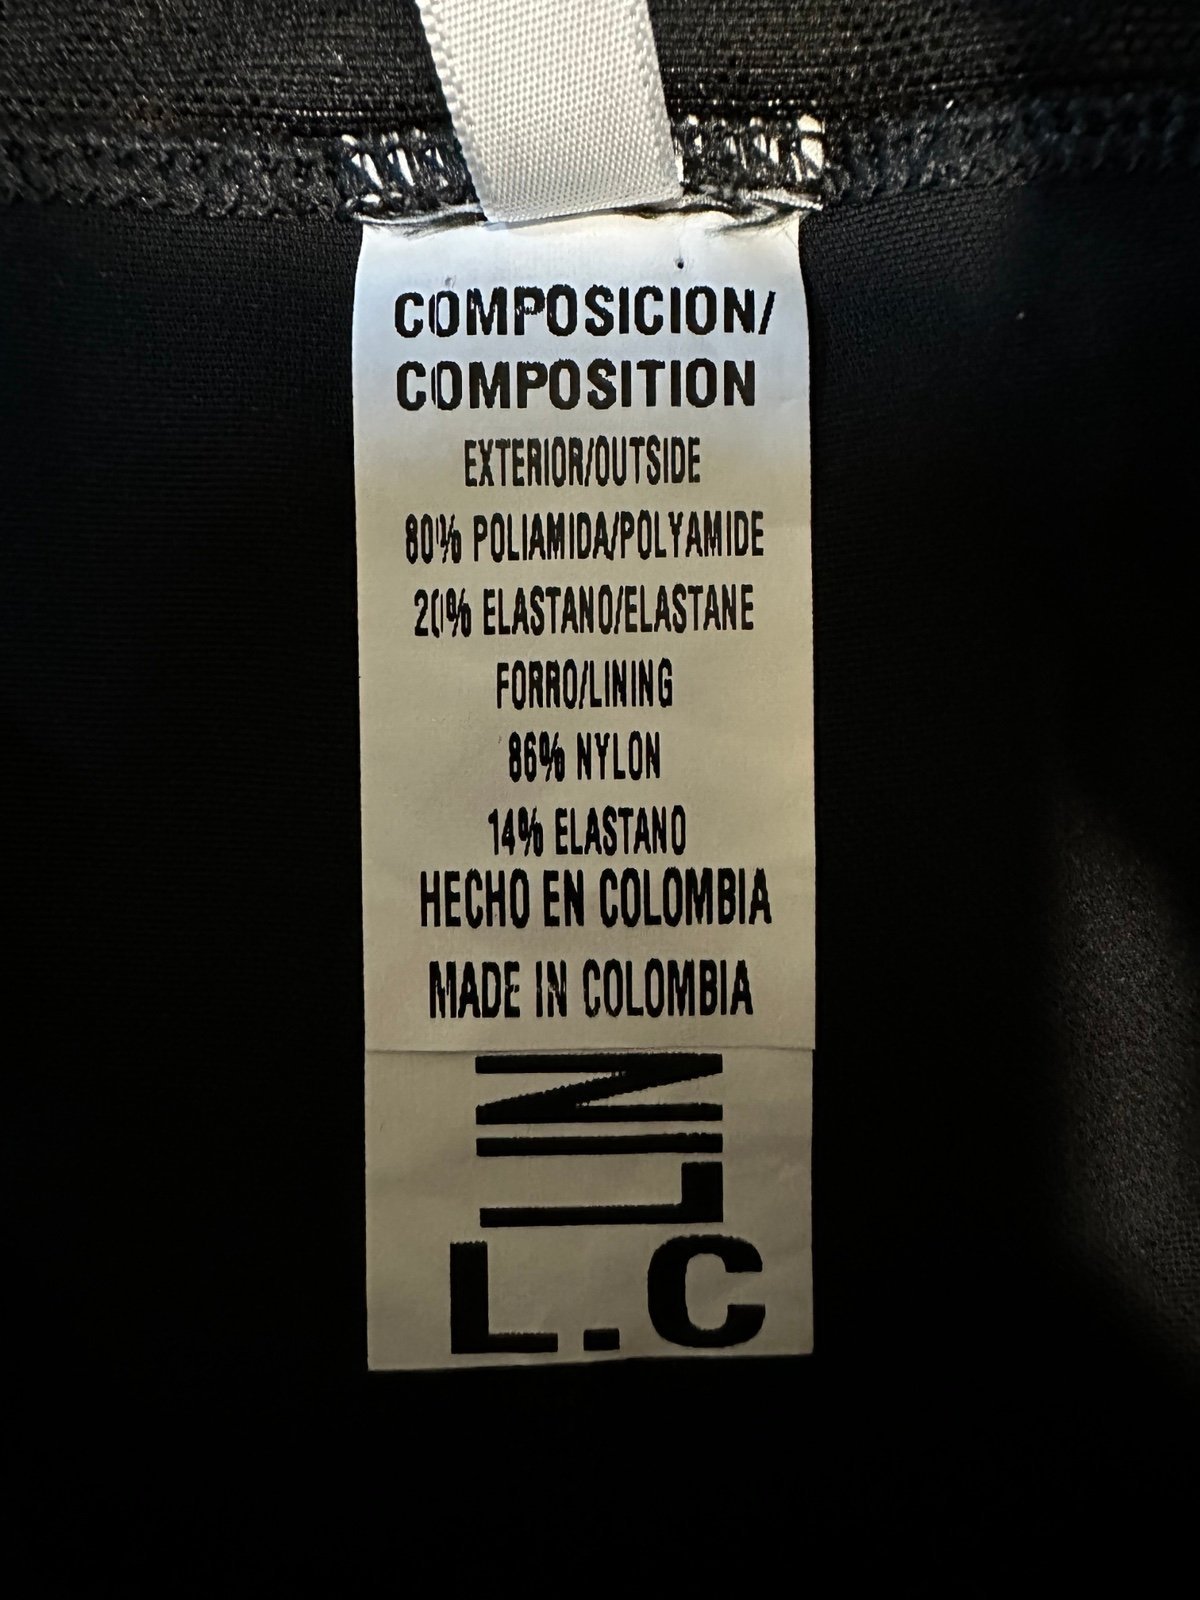 COMPOSICION/
COMPOSITION
EXTERIOR/OUTSIDE
80% POLIAMIDA/POLYAMIDE
20% ELASTANO/ELASTANE
FORRO/LINING
86% NYLON
14% ELASTANO
HECHO EN COLOMBIA
MADE IN COLOMBIA
L.C